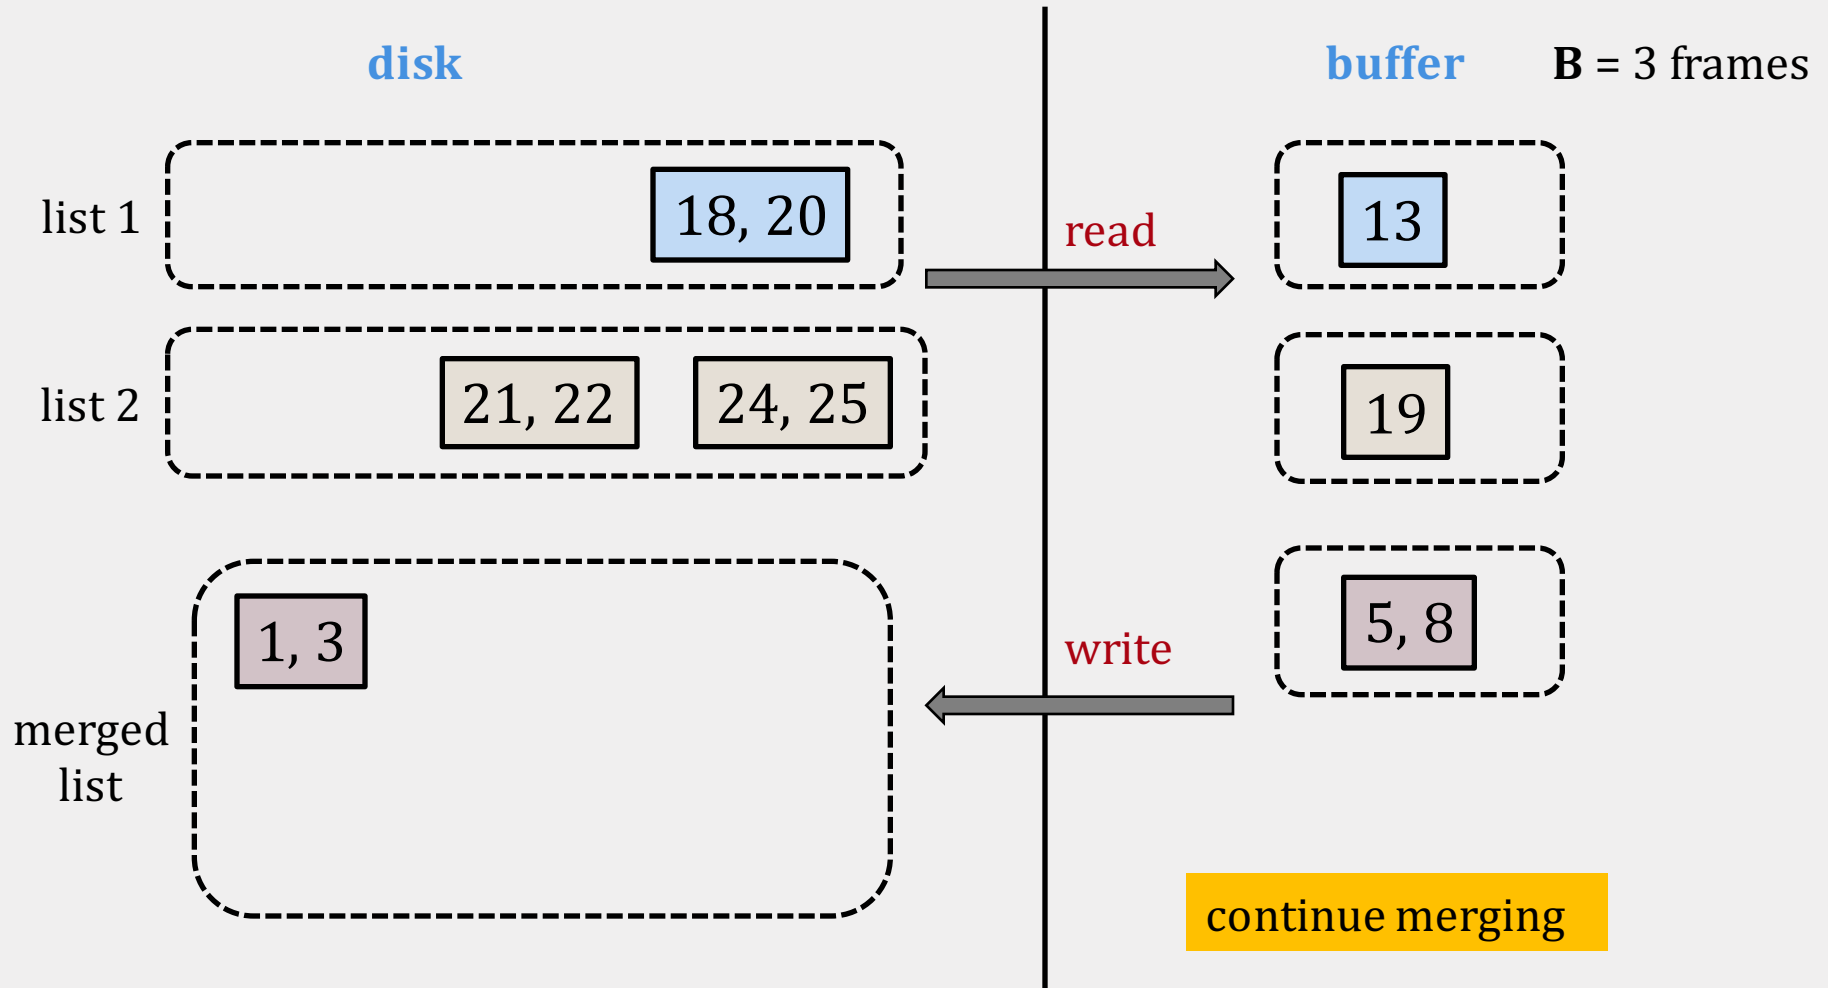 disk
buffer
B = 3 frames
list 1
18, 20
read
13
list 2
21, 22
24, 25
19
1, 3
5, 8
write
merged
list
continue merging